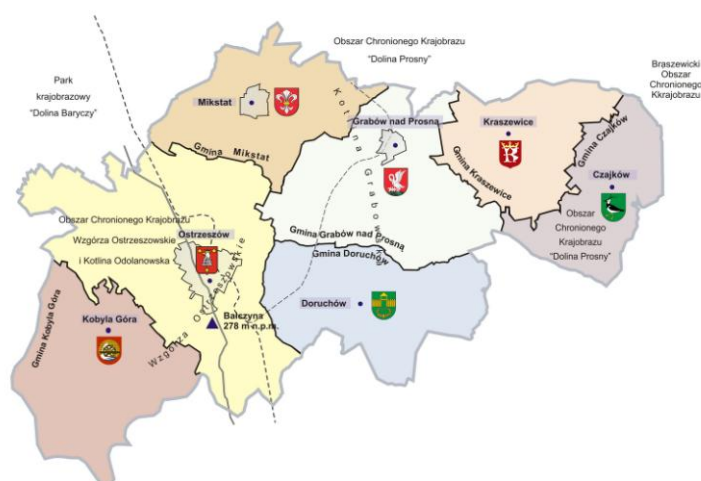 Obszar Chronionego Krajobrazu
"Dolina Prosny"
Braszewicki
Obszar
Chronionego
Kkrajobrazu
Park
krajobrazowy
"Dolina Baryczy"
Mikstat
Kotlina Grabowska
Grabów nad Prosną
Kraszewice
Gmina Czajków
Gmina Mikstat
Gmina Kraszewice
Czajków
Obszar Chronionego Krajobrazu
Wzgórza Ostrzeszowskie
i Kotlina Odolanowska
Ostrzeszów
Obszar
Chronionego
Krajobrazu
"Dolina Prosny"
Gmina Grabów nad Prosną
Gmina Doruchów
Wzgórza Ostrzeszowskie
Gmina Kobyla Góra
Kobyla Góra
Bałczyna
278 m n.p.m.
Doruchów